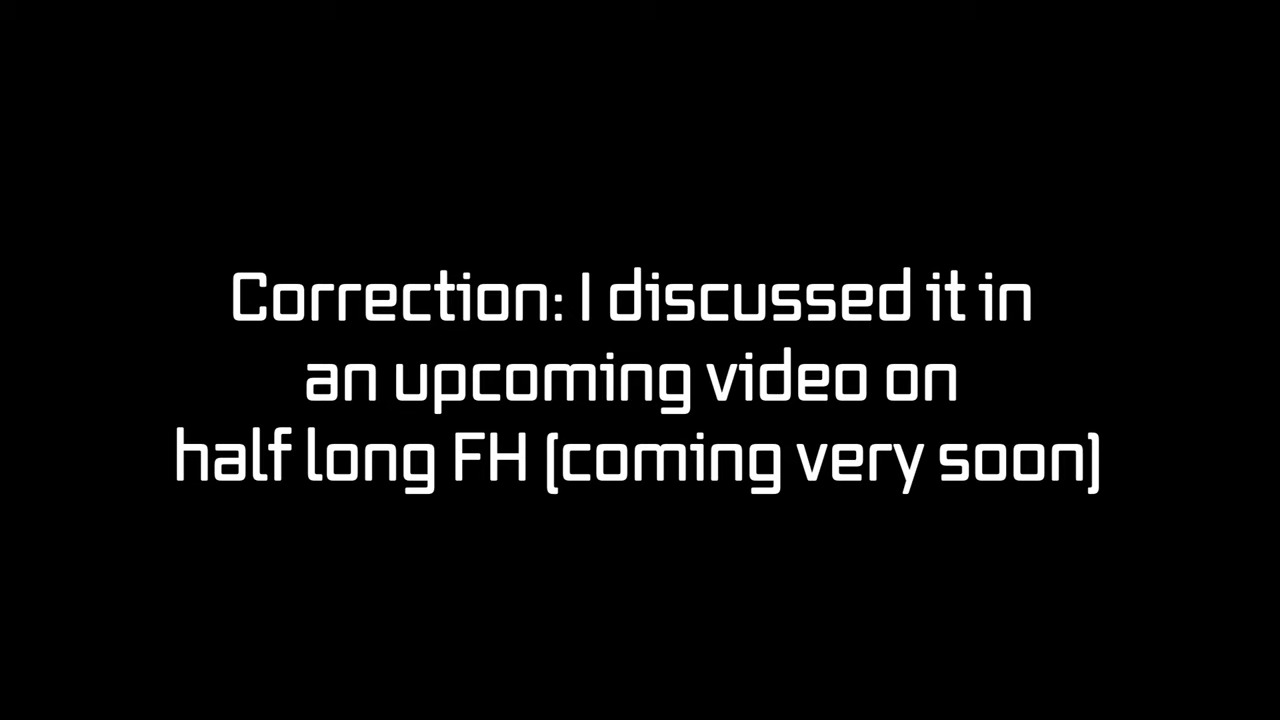 Correction: I discussed it in
an upcoming video on
half long FH (coming very soon)